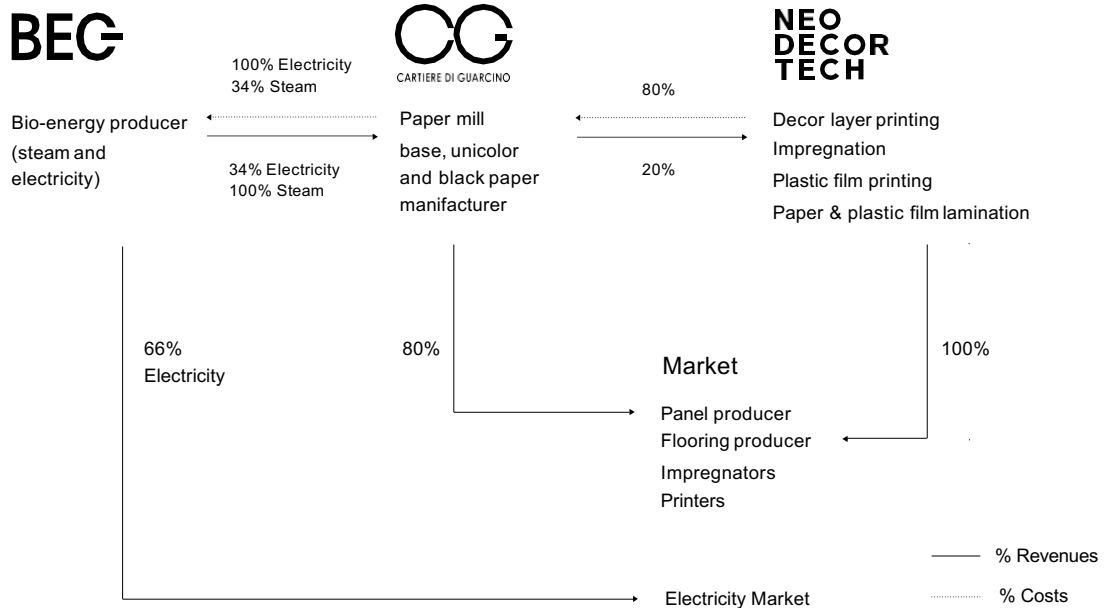 BEG
100% Electricity
34% Steam
Bio-energy producer
(steam and
electricity)
34% Electricity
100% Steam
CG
CARTIERE DI GUARCINO
Paper mill
base, unicolor
and black paper
manifacturer
80%
20%
NEO
DECOR
TECH
Decor layer printing
Impregnation
Plastic film printing
Paper & plastic film lamination
66%
Electricity
80%
100%
Market
Panel producer
Flooring producer
Impregnators
Printers
Electricity Market
% Revenues
% Costs